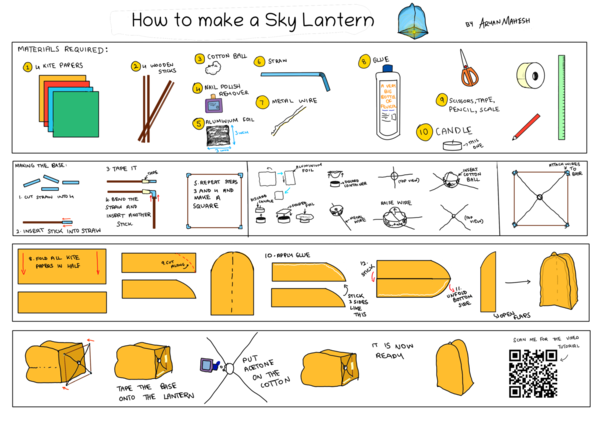 How to make a Sky Lantern
BY ARYAN MAHESH
MATERIALS REQUIRED:
1 4 KITE PAPERS
2 4 WOODEN
STICKS
3 COTTON BALL
4 NAIL POLISH
REMOVER
5 ALUMINIUM FOIL
6 STRAW
7 METAL WIRE
8 GLUE
9 SCISSORS, TAPE,
PENCIL, SCALE
10 CANDLE
THIS
SIZE
MAKING THE BASE:
1. CUT STRAW INTO 4
2. INSERT STICK INTO STRAW
3. TAPE IT
TAPE
4. BEND THE
STRAW AND
INSERT ANOTHER
STICK
5. REPEAT STEPS
3 AND 4 AND
MAKE A
SQUARE
ALUMINIUM
FOIL
(TOP VIEW)
INSERT
COTTON
BALL
METAL
WIRE
(TOP VIEW)
ATTACH WIRES
TO
BASE
8. FOLD ALL KITE
PAPERS IN HALF
9. CUT
ALONG
10. APPLY GLUE
STICK
2 SIDES
LIKE
THIS
12.
STICK
11.
UNFOLD
BOTTOM
SIDE
OPEN FLAPS
TAPE THE BASE
ONTO THE LANTERN
PUT
ACETONE
ON THE
COTTON
IT IS NOW
READY
SCAN ME FOR THE VIDEO
TUTORIAL